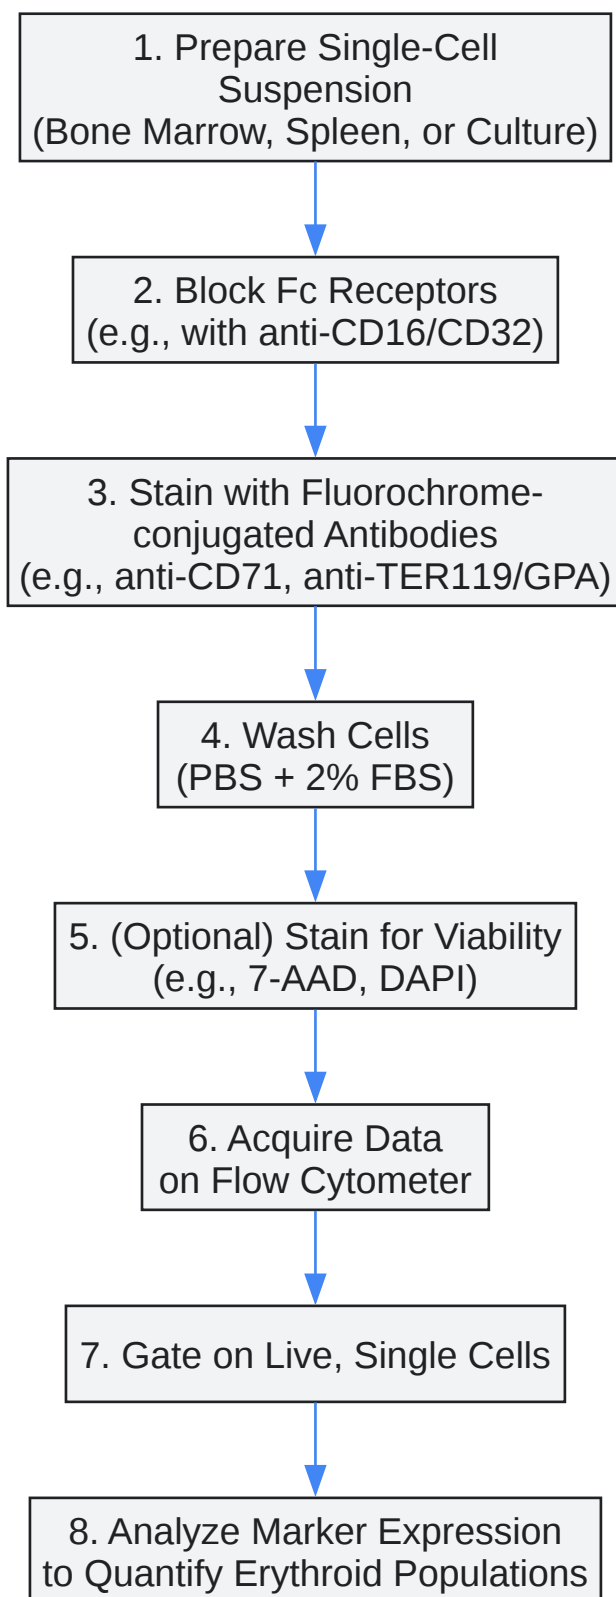 1. Prepare Single-Cell
Suspension
(Bone Marrow, Spleen, or Culture)
2. Block Fc Receptors
(e.g., with anti-CD16/CD32)
3. Stain with Fluorochrome-
conjugated Antibodies
(e.g., anti-CD71, anti-TER119/GPA)
4. Wash Cells
(PBS + 2% FBS)
5. (Optional) Stain for Viability
(e.g., 7-AAD, DAPI)
6. Acquire Data
on Flow Cytometer
7. Gate on Live, Single Cells
8. Analyze Marker Expression
to Quantify Erythroid Populations